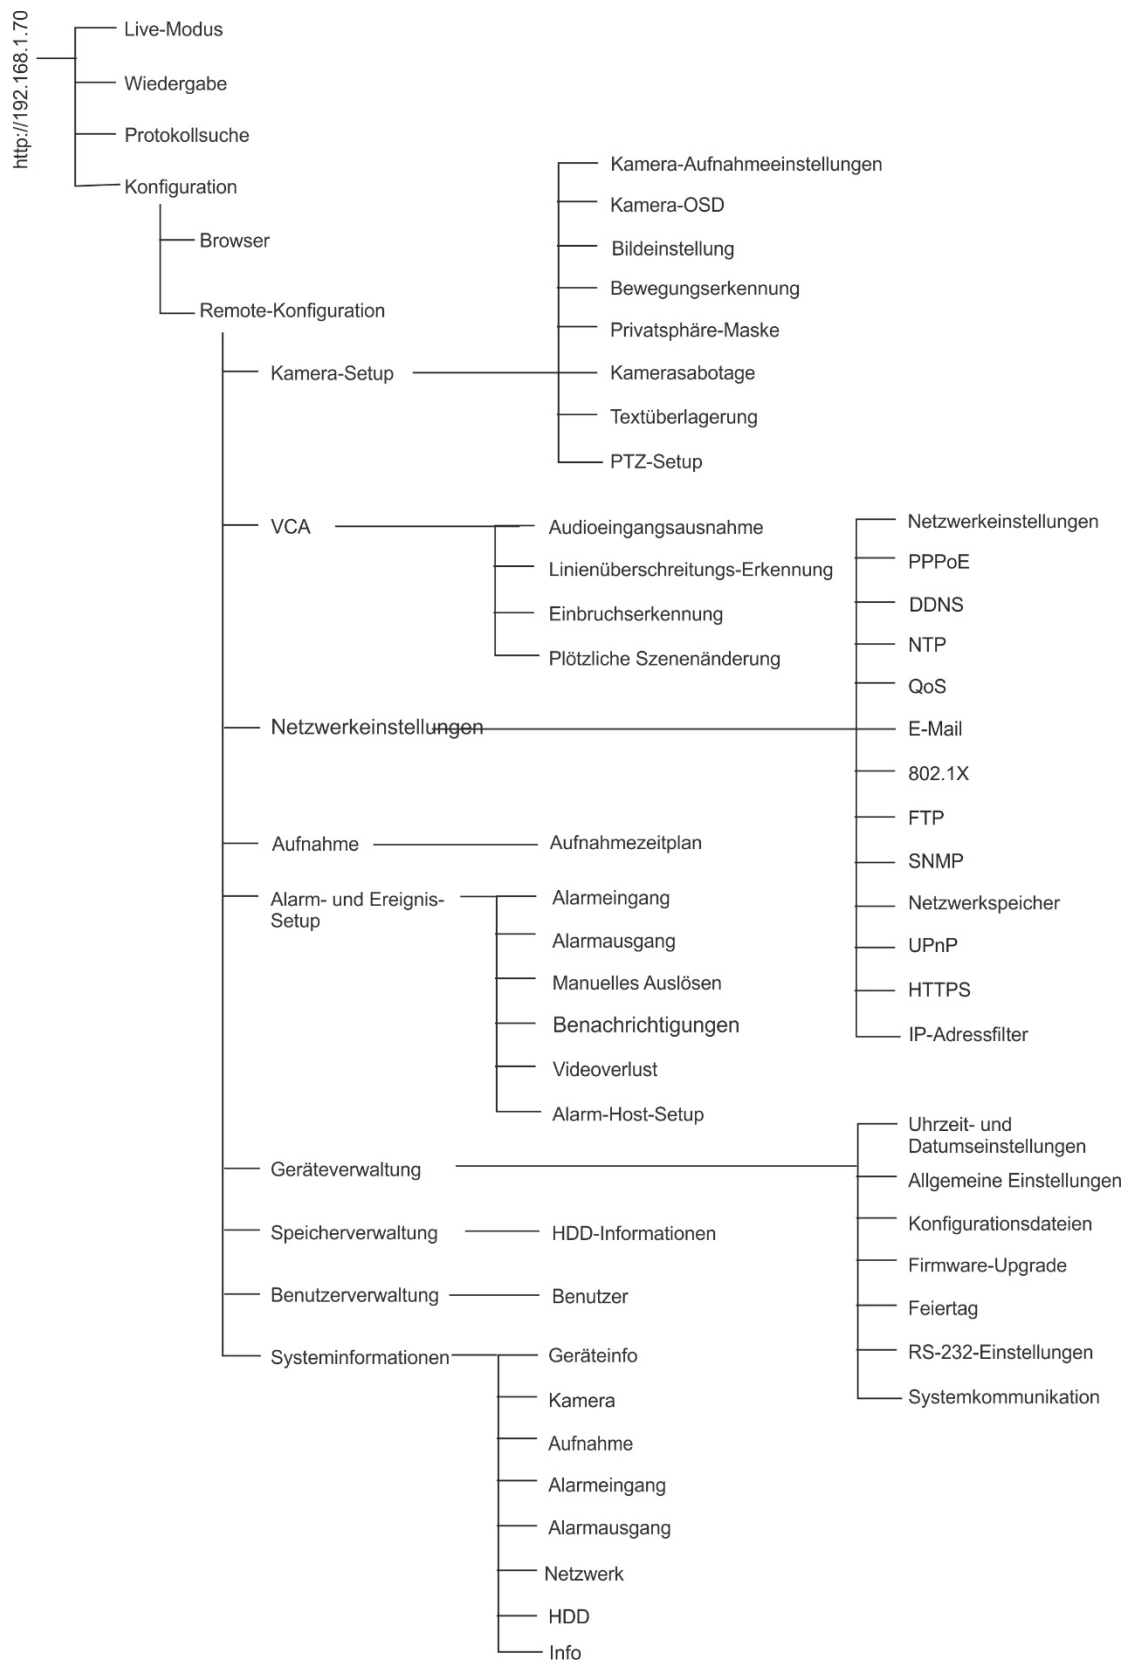 http://192.168.1.70
Live-Modus
Wiedergabe
Protokollsuche
Konfiguration
Browser
Remote-Konfiguration
Kamera-Setup
Kamera-Aufnahmeeinstellungen
Kamera-OSD
Bildeinstellung
Bewegungserkennung
Privatsphäre-Maske
Kamerasabotage
Textüberlagerung
PTZ-Setup
VCA
Audioeingangsausnahme
Linienüberschreitungs-Erkennung
Einbruchserkennung
Plötzliche Szenenänderung
Netzwerkeinstellungen
Netzwerkeinstellungen
PPPoE
DDNS
NTP
QoS
E-Mail
802.1X
FTP
SNMP
Netzwerkspeicher
UPnP
HTTPS
IP-Adressfilter
Aufnahme
Aufnahmezeitplan
Alarm- und Ereignis-
Setup
Alarmeingang
Alarmausgang
Manuelles Auslösen
Benachrichtigungen
Videoverlust
Alarm-Host-Setup
Geräteverwaltung
Uhrzeit- und
Datumseinstellungen
Allgemeine Einstellungen
Konfigurationsdateien
Firmware-Upgrade
Feiertag
RS-232-Einstellungen
Systemkommunikation
Speicherverwaltung
HDD-Informationen
Benutzerverwaltung
Benutzer
Systeminformationen
Geräteinfo
Kamera
Aufnahme
Alarmeingang
Alarmausgang
Netzwerk
HDD
Info